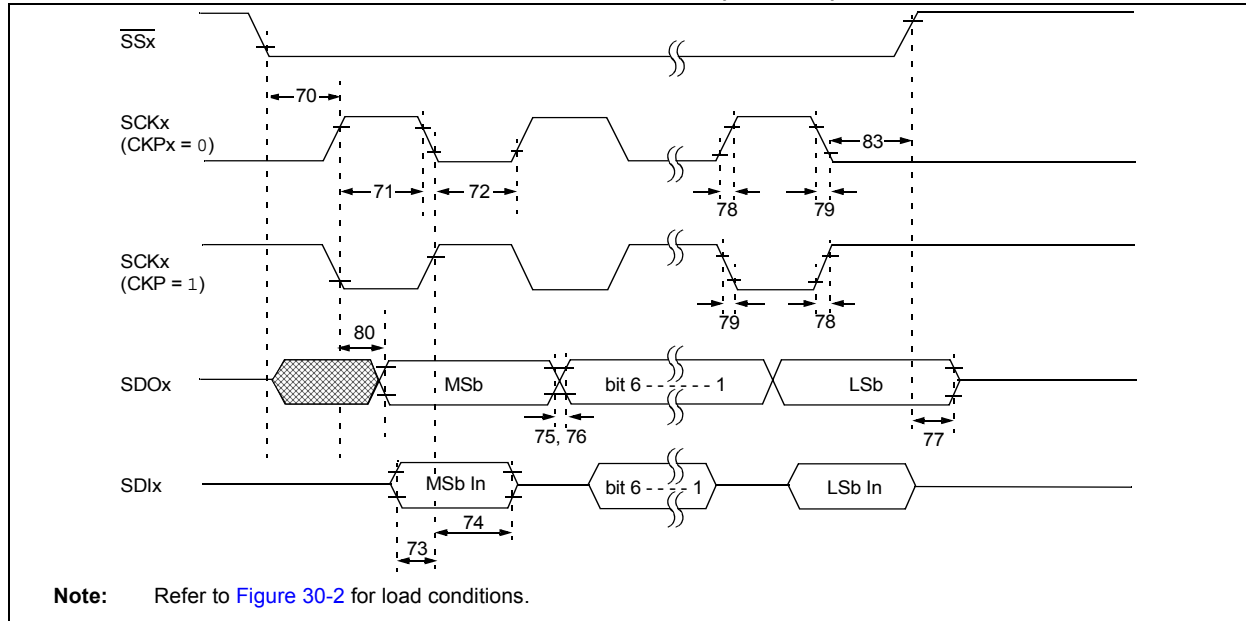 SSx
70
SCKx
(CKPx = 0)
83
71
72
78
79
SCKx
(CKP = 1)
79
78
80
SDOx
MSb
bit 6 - - - - - - 1
LSb
75, 76
77
SDIx
MSb In
bit 6 - - - - 1
LSb In
74
73
Note: Refer to Figure 30-2 for load conditions.